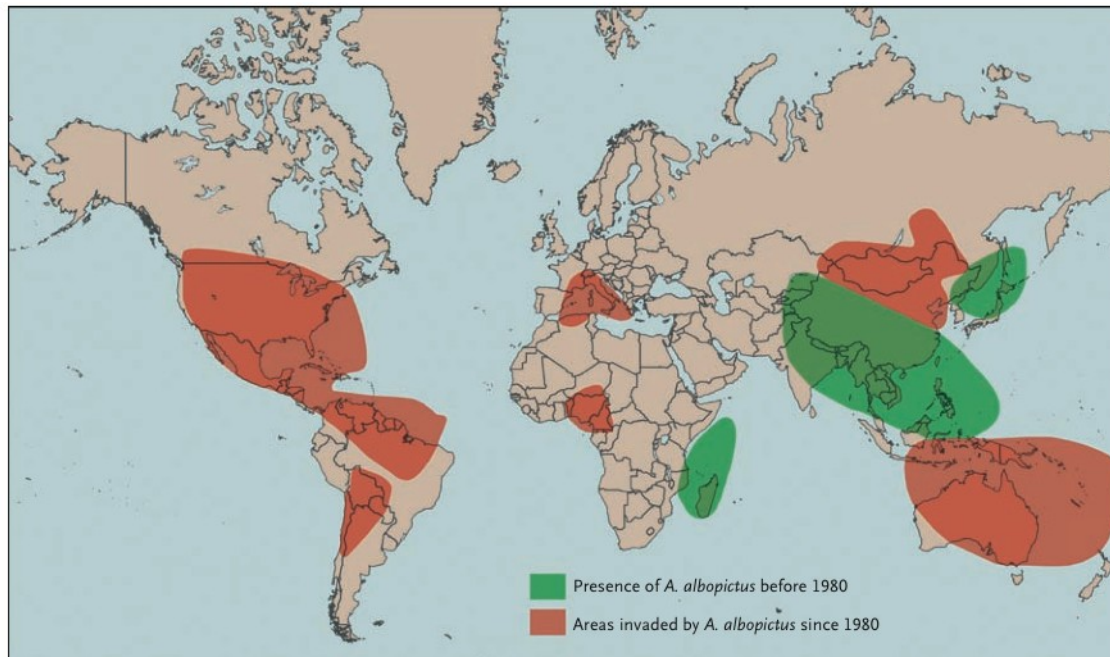 Presence of A. albopictus before 1980
Areas invaded by A. albopictus since 1980